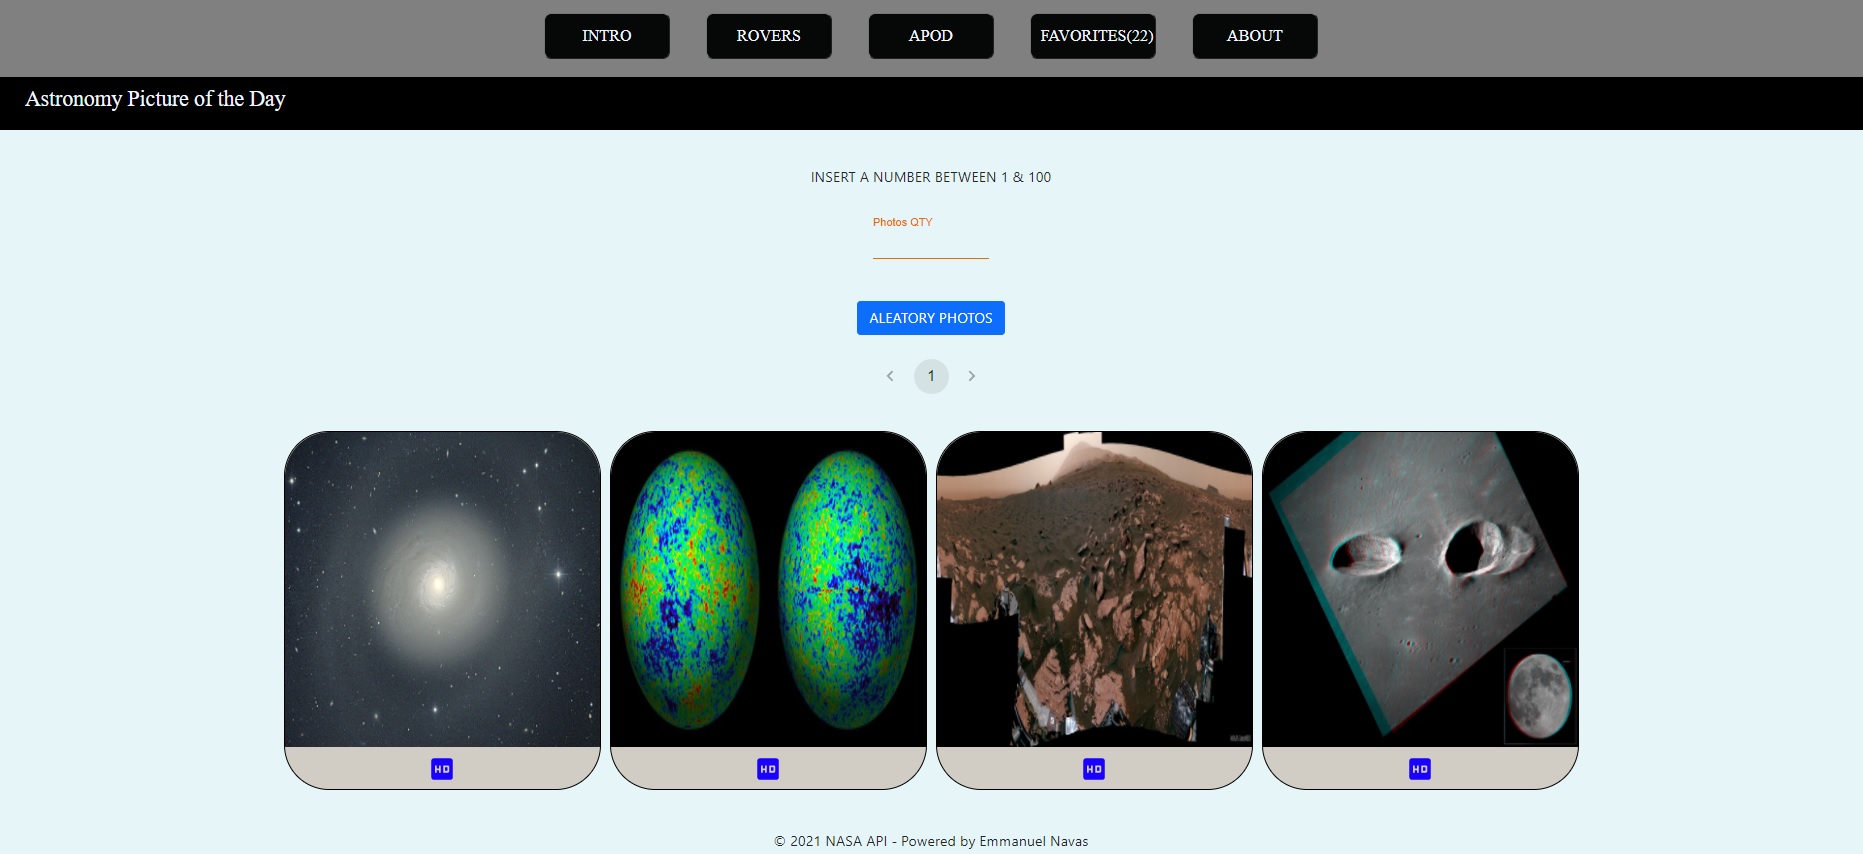 INTRO
ROVERS
APOD
FAVORITES(22)
ABOUT
Astronomy Picture of the Day
INSERT A NUMBER BETWEEN 1 & 100
Photos QTY
ALEATORY PHOTOS
1
HD
HD
HD
HD
© 2021 NASA API - Powered by Emmanuel Navas